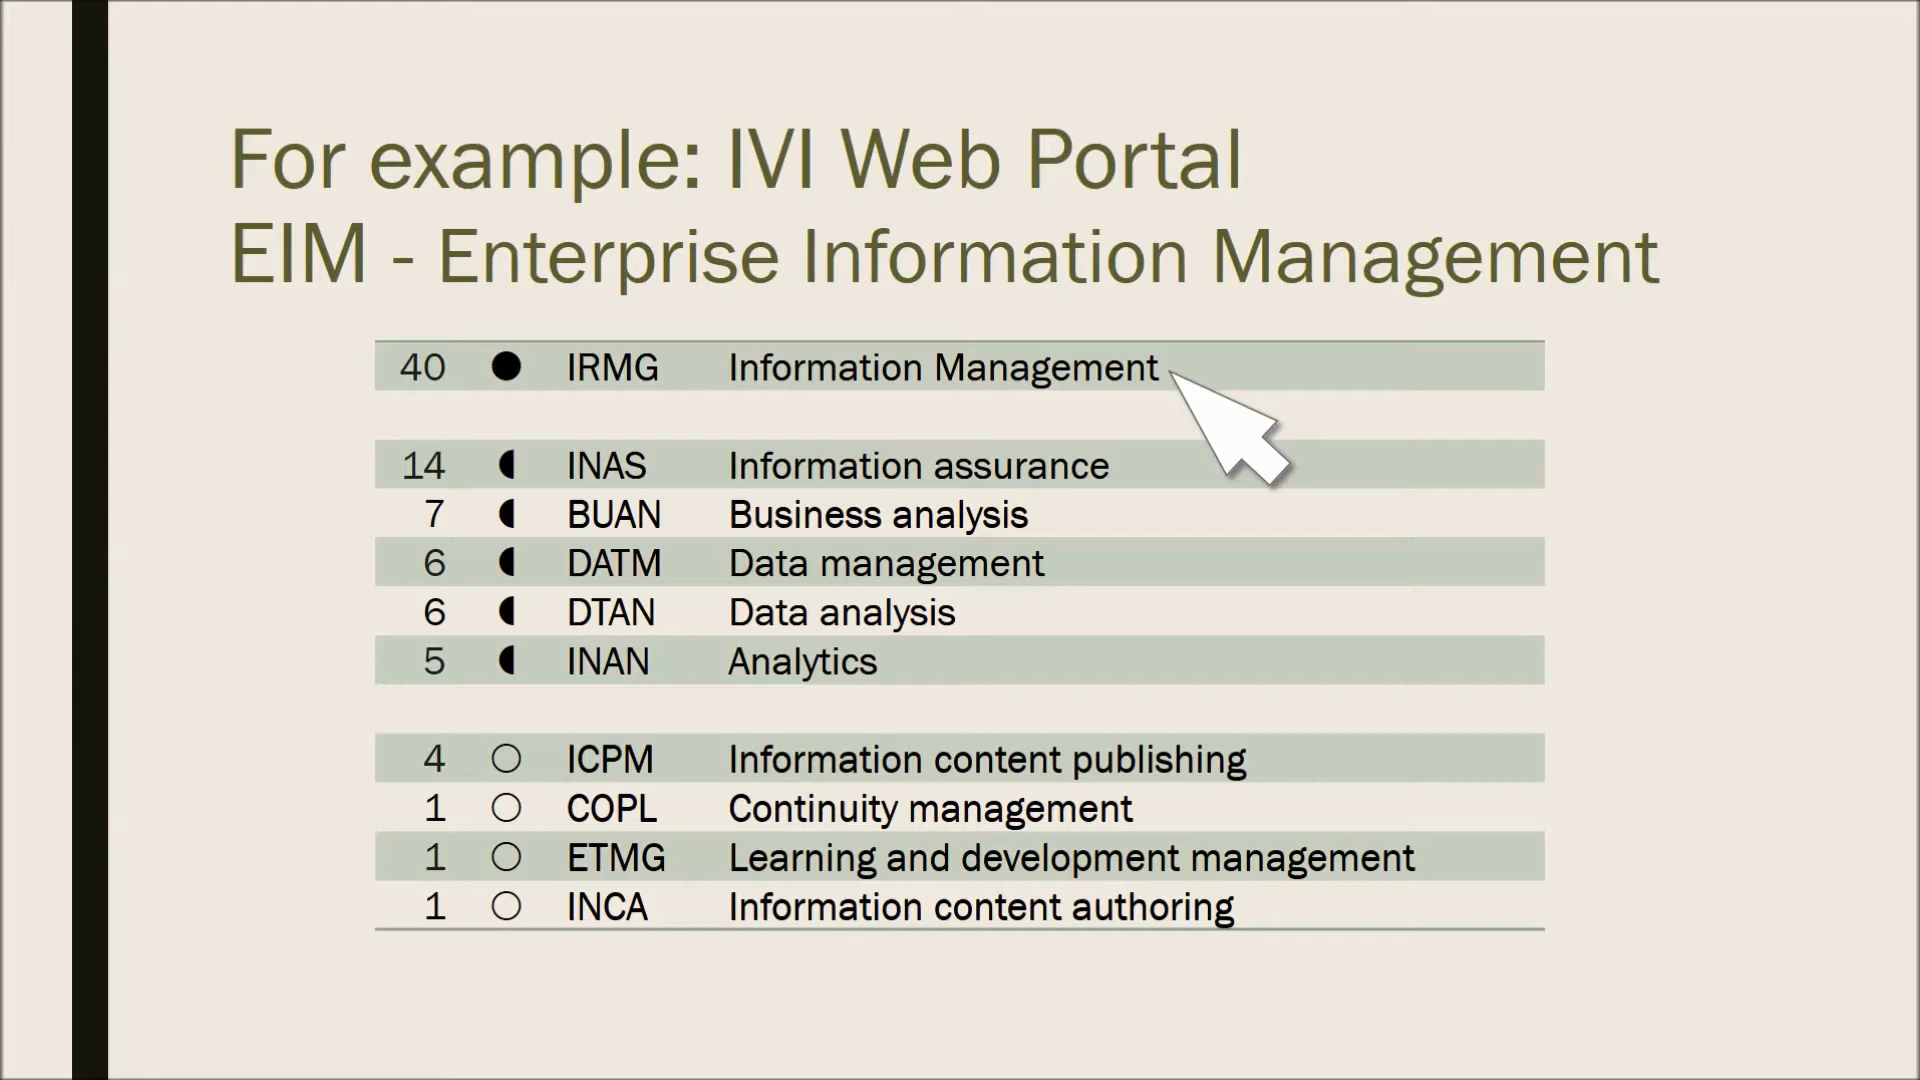 For example: IVI Web Portal
EIM - Enterprise Information Management
40 ● IRMG Information Management
14 ◖ INAS Information assurance
7 ◖ BUAN Business analysis
6 ◖ DATM Data management
6 ◖ DTAN Data analysis
5 ◖ INAN Analytics
4 ○ ICPM Information content publishing
1 ○ COPL Continuity management
1 ○ ETMG Learning and development management
1 ○ INCA Information content authoring